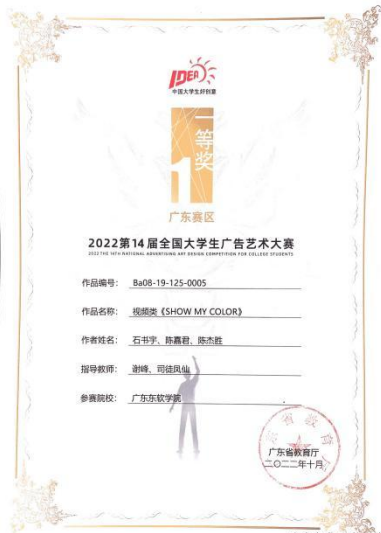 IDEA
中国大学生好创意
一等奖
1
广东赛区
2022第14届全国大学生广告艺术大赛
2022 THE 14TH NATIONAL ADVERTISING ART DESIGN COMPETITION FOR COLLEGE STUDENTS
作品编号： Ba08-19-125-0005
作品名称： 视频类《SHOW MY COLOR》
作者姓名： 石书宇、陈嘉君、陈杰胜
指导教师： 谢峰、司徒凤仙
参赛院校： 广东东软学院
广东省教育厅
二〇二二年十月